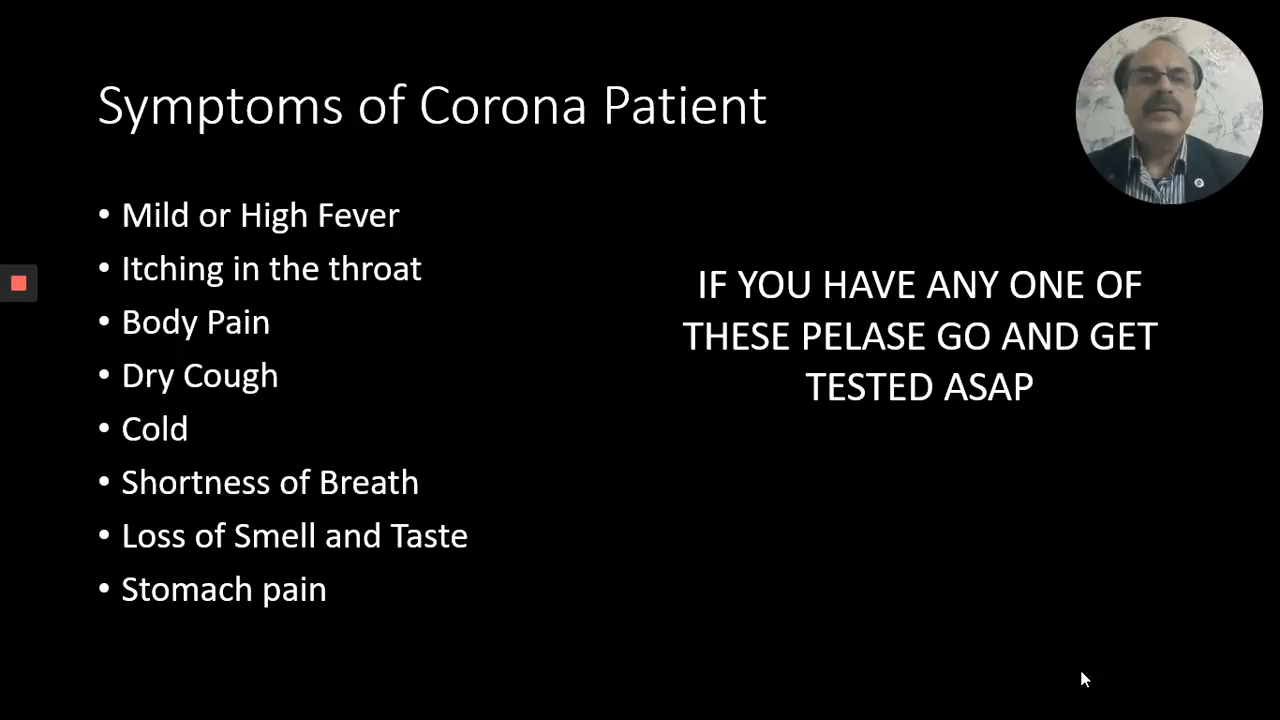 Symptoms of Corona Patient
• Mild or High Fever
• Itching in the throat
• Body Pain
• Dry Cough
• Cold
• Shortness of Breath
• Loss of Smell and Taste
• Stomach pain
IF YOU HAVE ANY ONE OF
THESE PELASE GO AND GET
TESTED ASAP